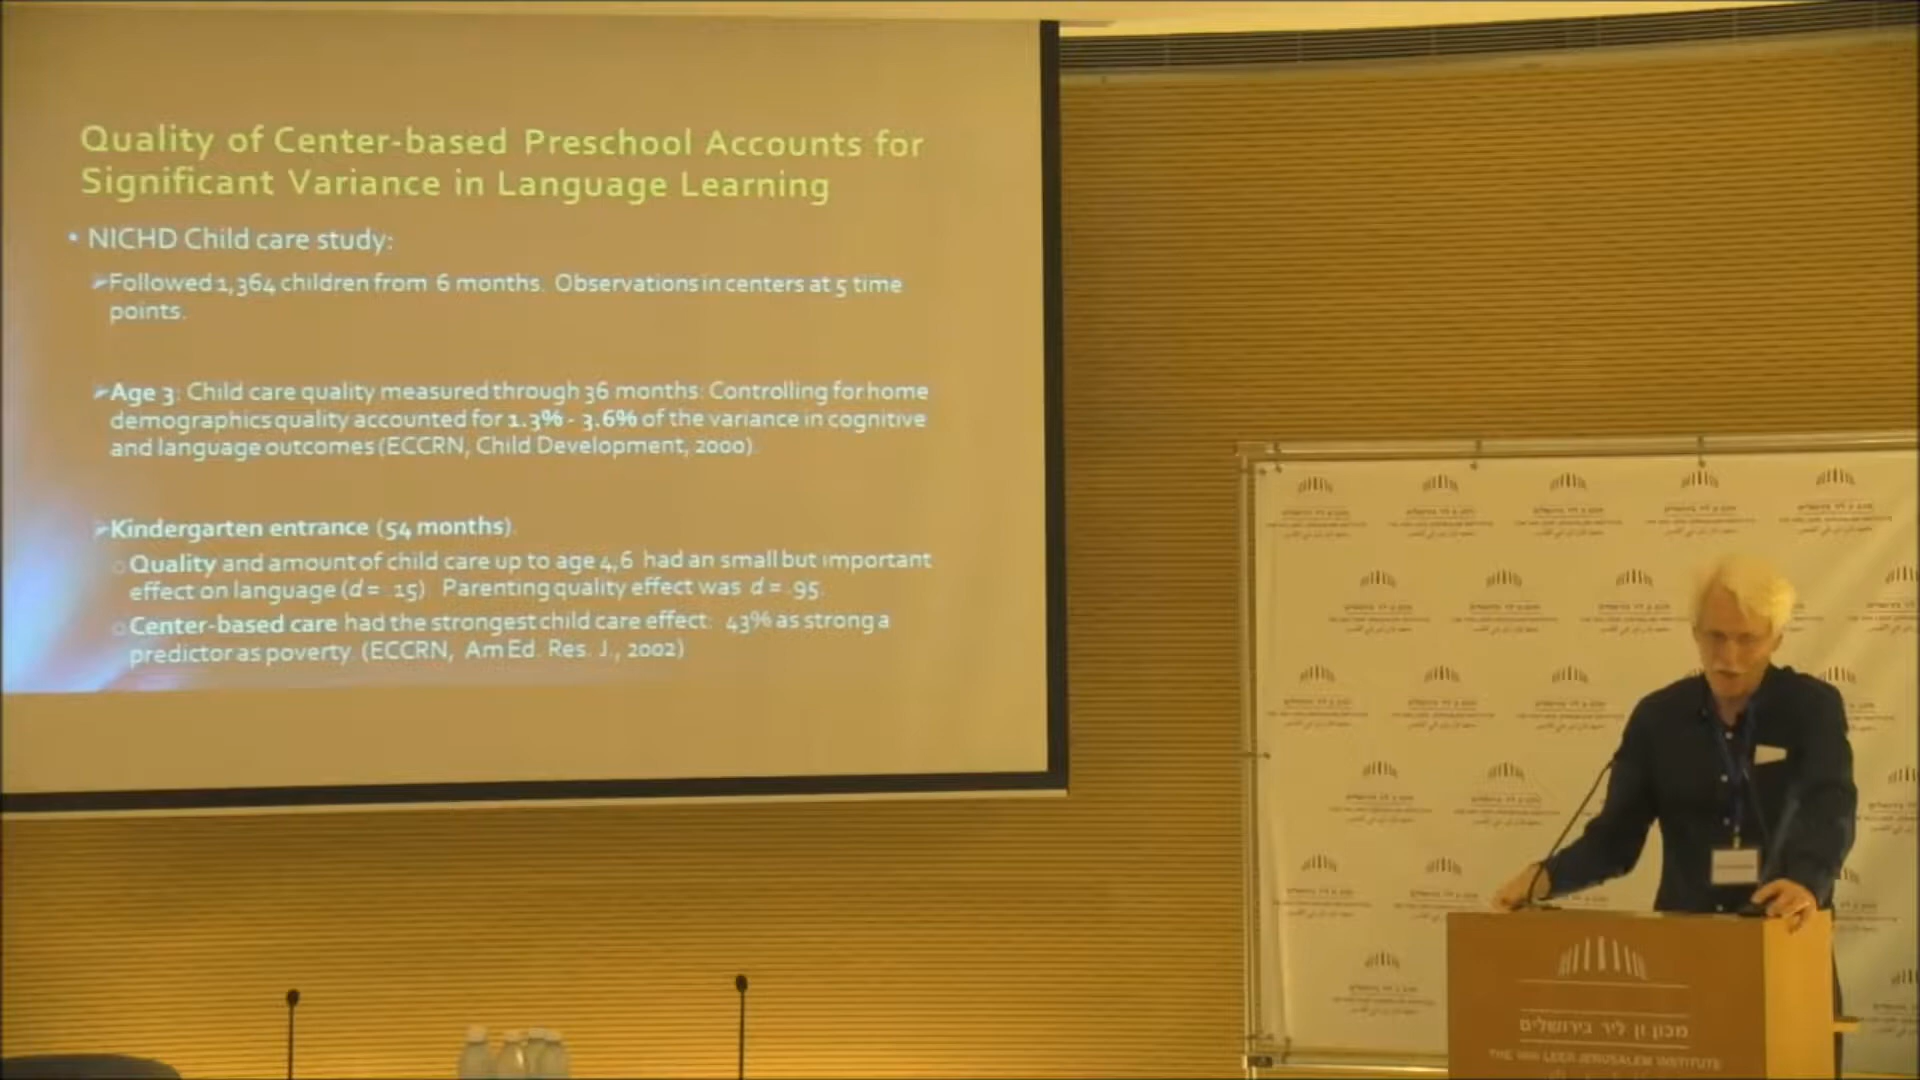 Quality of Center-based Preschool Accounts for
Significant Variance in Language Learning
• NICHD Child care study:
➢Followed 1,364 children from 6 months. Observations in centers at 5 time
points.
➢Age 3: Child care quality measured through 36 months: Controlling for home
demographics quality accounted for 1.3% - 3.6% of the variance in cognitive
and language outcomes (ECCRN, Child Development, 2000).
➢Kindergarten entrance (54 months).
o Quality and amount of child care up to age 4,6 had an small but important
effect on language (d = .15) Parenting quality effect was d = .95.
o Center-based care had the strongest child care effect: 43% as strong a
predictor as poverty. (ECCRN, Am Ed. Res. J., 2002)
מכון ון ליר בירושלים
THE VAN LEER JERUSALEM INSTITUTE